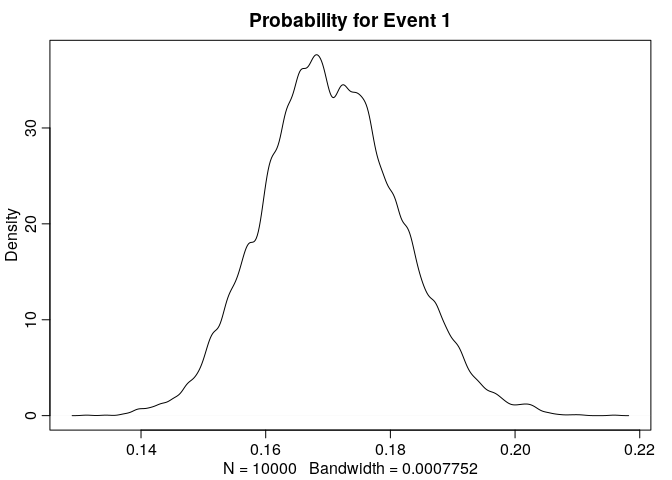 Probability for Event 1
Density
30
20
10
0
0.14 0.16 0.18 0.20 0.22
N = 10000 Bandwidth = 0.0007752